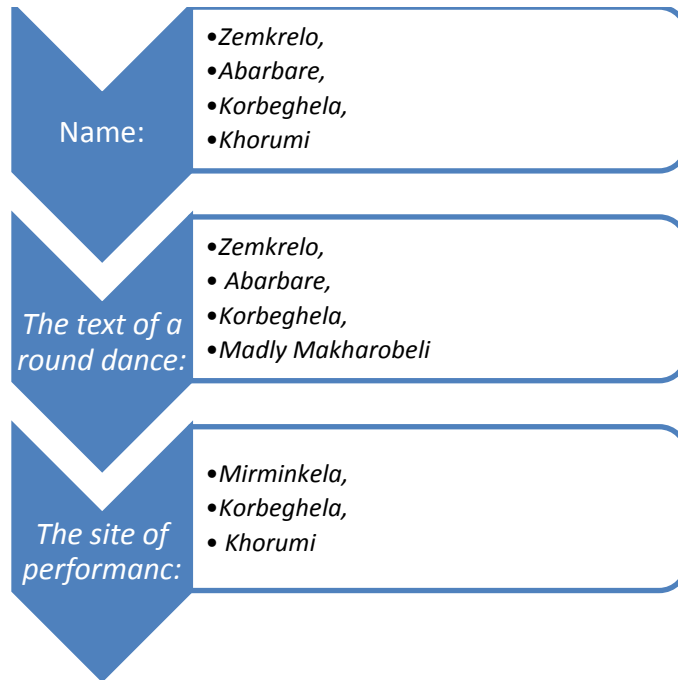 Name:
•Zemkrelo,
•Abarbare,
•Korbeghela,
•Khorumi
The text of a
round dance:
•Zemkrelo,
• Abarbare,
•Korbeghela,
•Madly Makharobeli
The site of
performanc:
•Mirminkela,
•Korbeghela,
• Khorumi